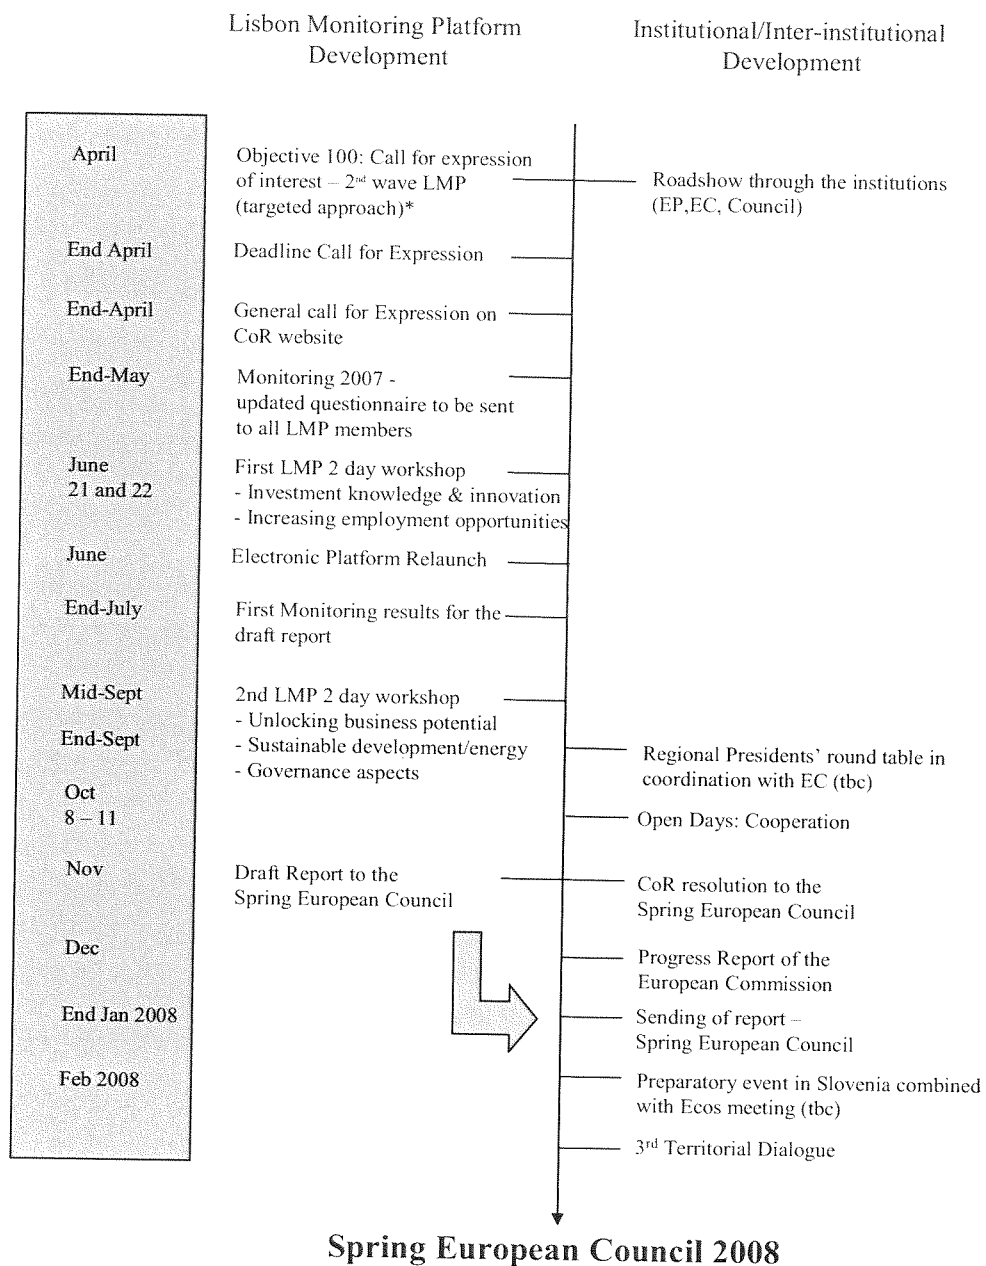 Lisbon Monitoring Platform
Development
Institutional/Inter-institutional
Development
April
Objective 100: Call for expression
of interest – 2nd wave LMP
(targeted approach)*
Roadshow through the institutions
(EP,EC, Council)
End April
Deadline Call for Expression
End-April
General call for Expression on
CoR website
End-May
Monitoring 2007 -
updated questionnaire to be sent
to all LMP members
June
21 and 22
First LMP 2 day workshop
- Investment knowledge & innovation
- Increasing employment opportunities
June
Electronic Platform Relaunch
End-July
First Monitoring results for the
draft report
Mid-Sept
2nd LMP 2 day workshop
- Unlocking business potential
- Sustainable development/energy
- Governance aspects
End-Sept
Regional Presidents' round table in
coordination with EC (tbc)
Oct
8 – 11
Open Days: Cooperation
Nov
Draft Report to the
Spring European Council
CoR resolution to the
Spring European Council
Dec
Progress Report of the
European Commission
End Jan 2008
Sending of report –
Spring European Council
Feb 2008
Preparatory event in Slovenia combined
with Ecos meeting (tbc)
3rd Territorial Dialogue
Spring European Council 2008